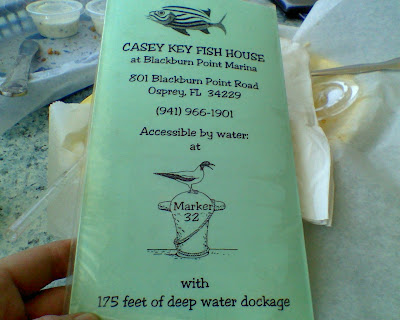 CASEY KEY FISH HOUSE
at Blackburn Point Marina
801 Blackburn Point Road
Osprey, FL 34229
(941) 966-1901
Accessible by water:
at
Marker
32
with
175 feet of deep water dockage